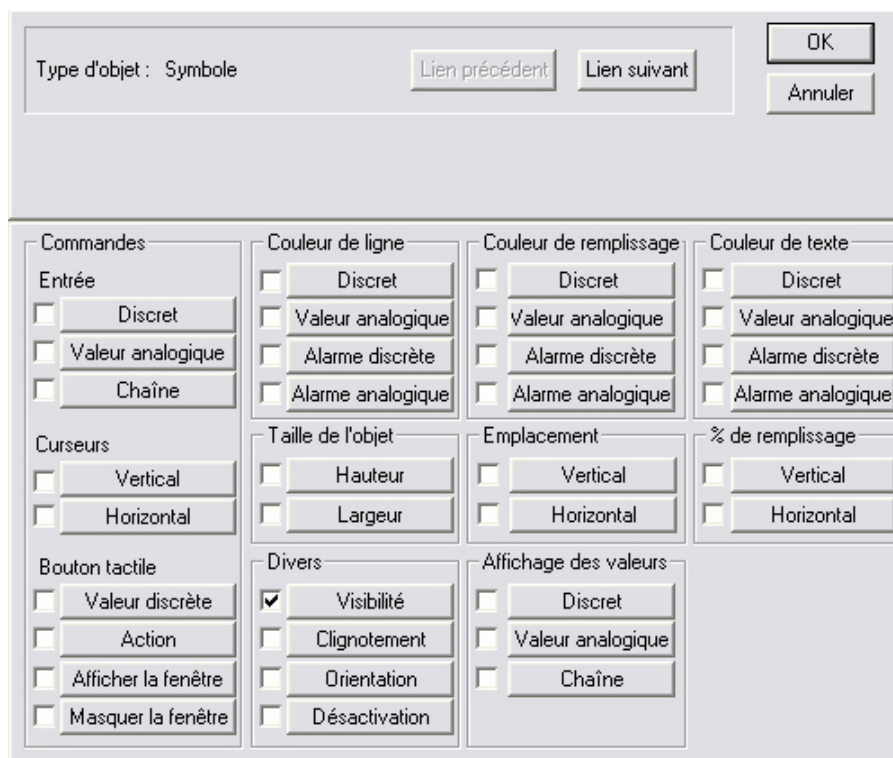 Type d'objet : Symbole
Lien précédent
Lien suivant
OK
Annuler
Commandes
Entrée
Discret
Valeur analogique
Chaîne
Curseurs
Vertical
Horizontal
Bouton tactile
Valeur discrète
Action
Afficher la fenêtre
Masquer la fenêtre
Couleur de ligne
Discret
Valeur analogique
Alarme discrète
Alarme analogique
Taille de l'objet
Hauteur
Largeur
Divers
Visibilité
Clignotement
Orientation
Désactivation
Couleur de remplissage
Discret
Valeur analogique
Alarme discrète
Alarme analogique
Emplacement
Vertical
Horizontal
Affichage des valeurs
Discret
Valeur analogique
Chaîne
Couleur de texte
Discret
Valeur analogique
Alarme discrète
Alarme analogique
% de remplissage
Vertical
Horizontal